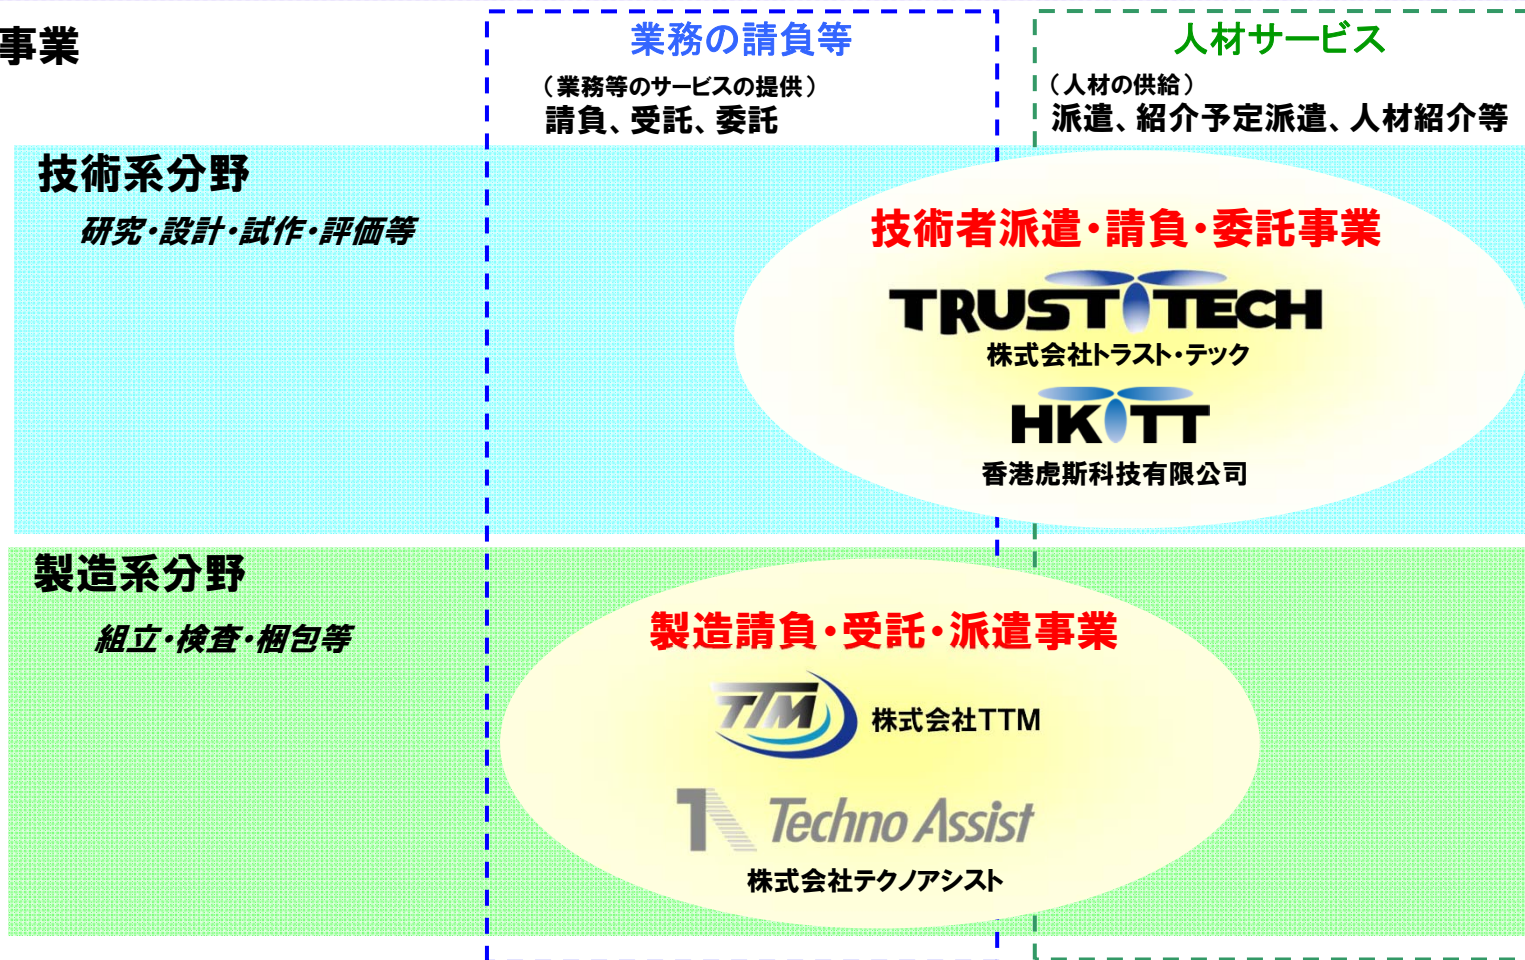 事業
業務の請負等
（業務等のサービスの提供）
請負、受託、委託
人材サービス
（人材の供給）
派遣、紹介予定派遣、人材紹介等
技術系分野
研究・設計・試作・評価等
技術者派遣・請負・委託事業
TRUST TECH
株式会社トラスト・テック
HKTT
香港虎斯科技有限公司
製造系分野
組立・検査・梱包等
製造請負・受託・派遣事業
TTM
株式会社TTM
Techno Assist
株式会社テクノアシスト